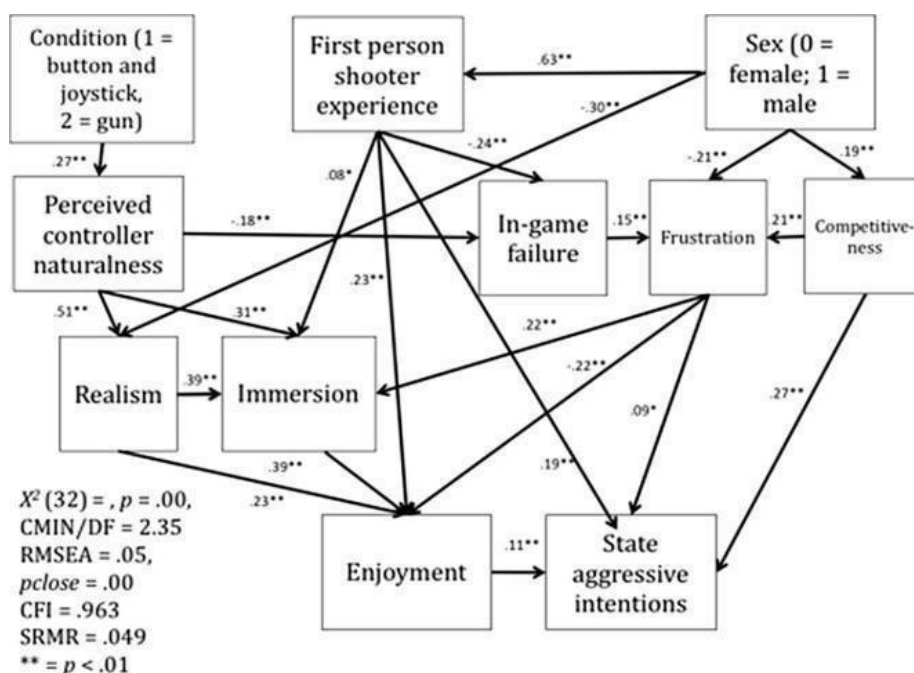 Condition (1 =
button and
joystick,
2 = gun)
First person
shooter
experience
Sex (0 =
female; 1 =
male
.63**
-.30**
.27**
-.24**
-.21**
.19**
.08*
Perceived
controller
naturalness
-.18**
In-game
failure
.15**
Frustration
.21**
Competitive-
ness
.23**
.51**
.31**
.22**
-.22**
Realism
.39**
Immersion
.27**
.09*
.39**
.19**
.23**
X² (32) = , p = .00,
CMIN/DF = 2.35
RMSEA = .05,
pclose = .00
CFI = .963
SRMR = .049
** = p < .01
Enjoyment
.11**
State
aggressive
intentions